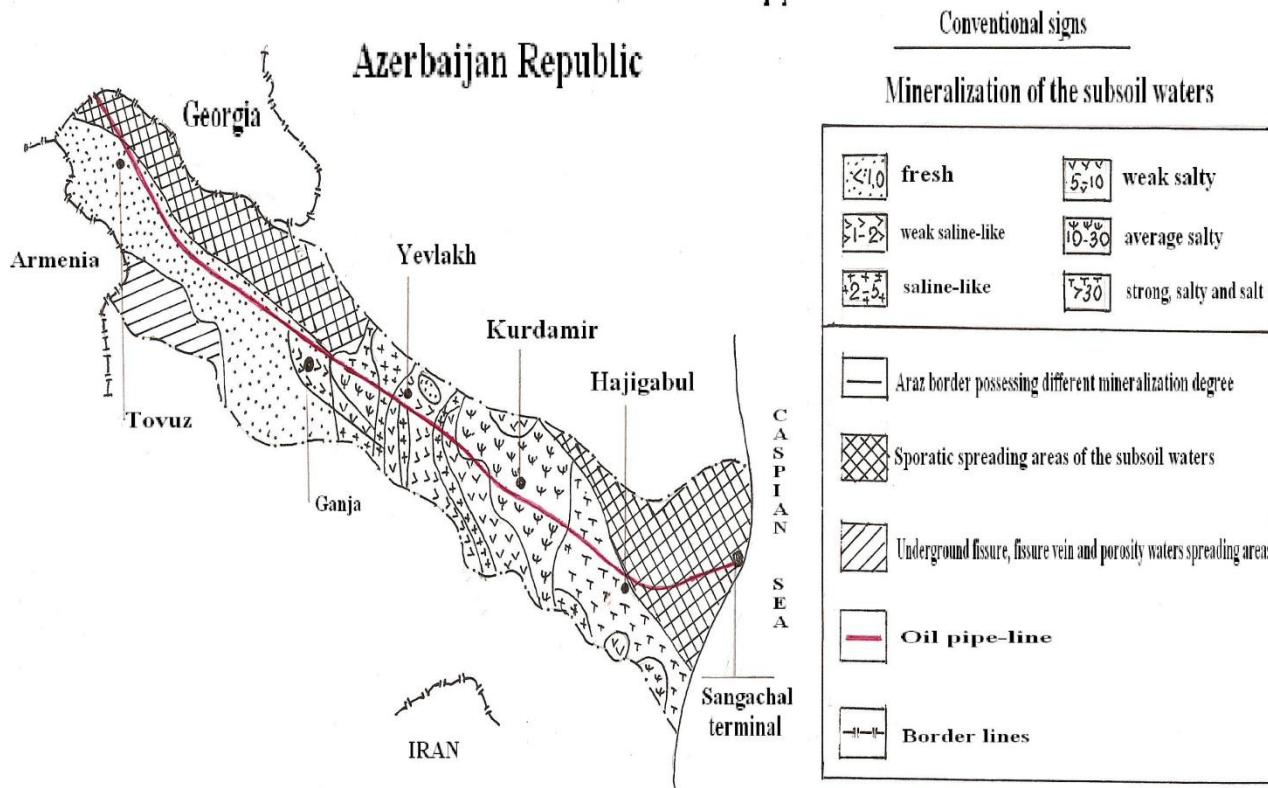 Azerbaijan Republic
Georgia
Armenia
Yevlakh
Kurdamir
Hajigabul
Tovuz
Ganja
CASPIAN
SEA
Sangachal
terminal
IRAN
Conventional signs
Mineralization of the subsoil waters
<1.0 fresh
5-10 weak salty
1-2 weak saline-like
10-30 average salty
2-5 saline-like
>30 strong, salty and salt
Araz border possessing different mineralization degree
Sporatic spreading areas of the subsoil waters
Underground fissure, fissure vein and porosity waters spreading areas
Oil pipe-line
Border lines